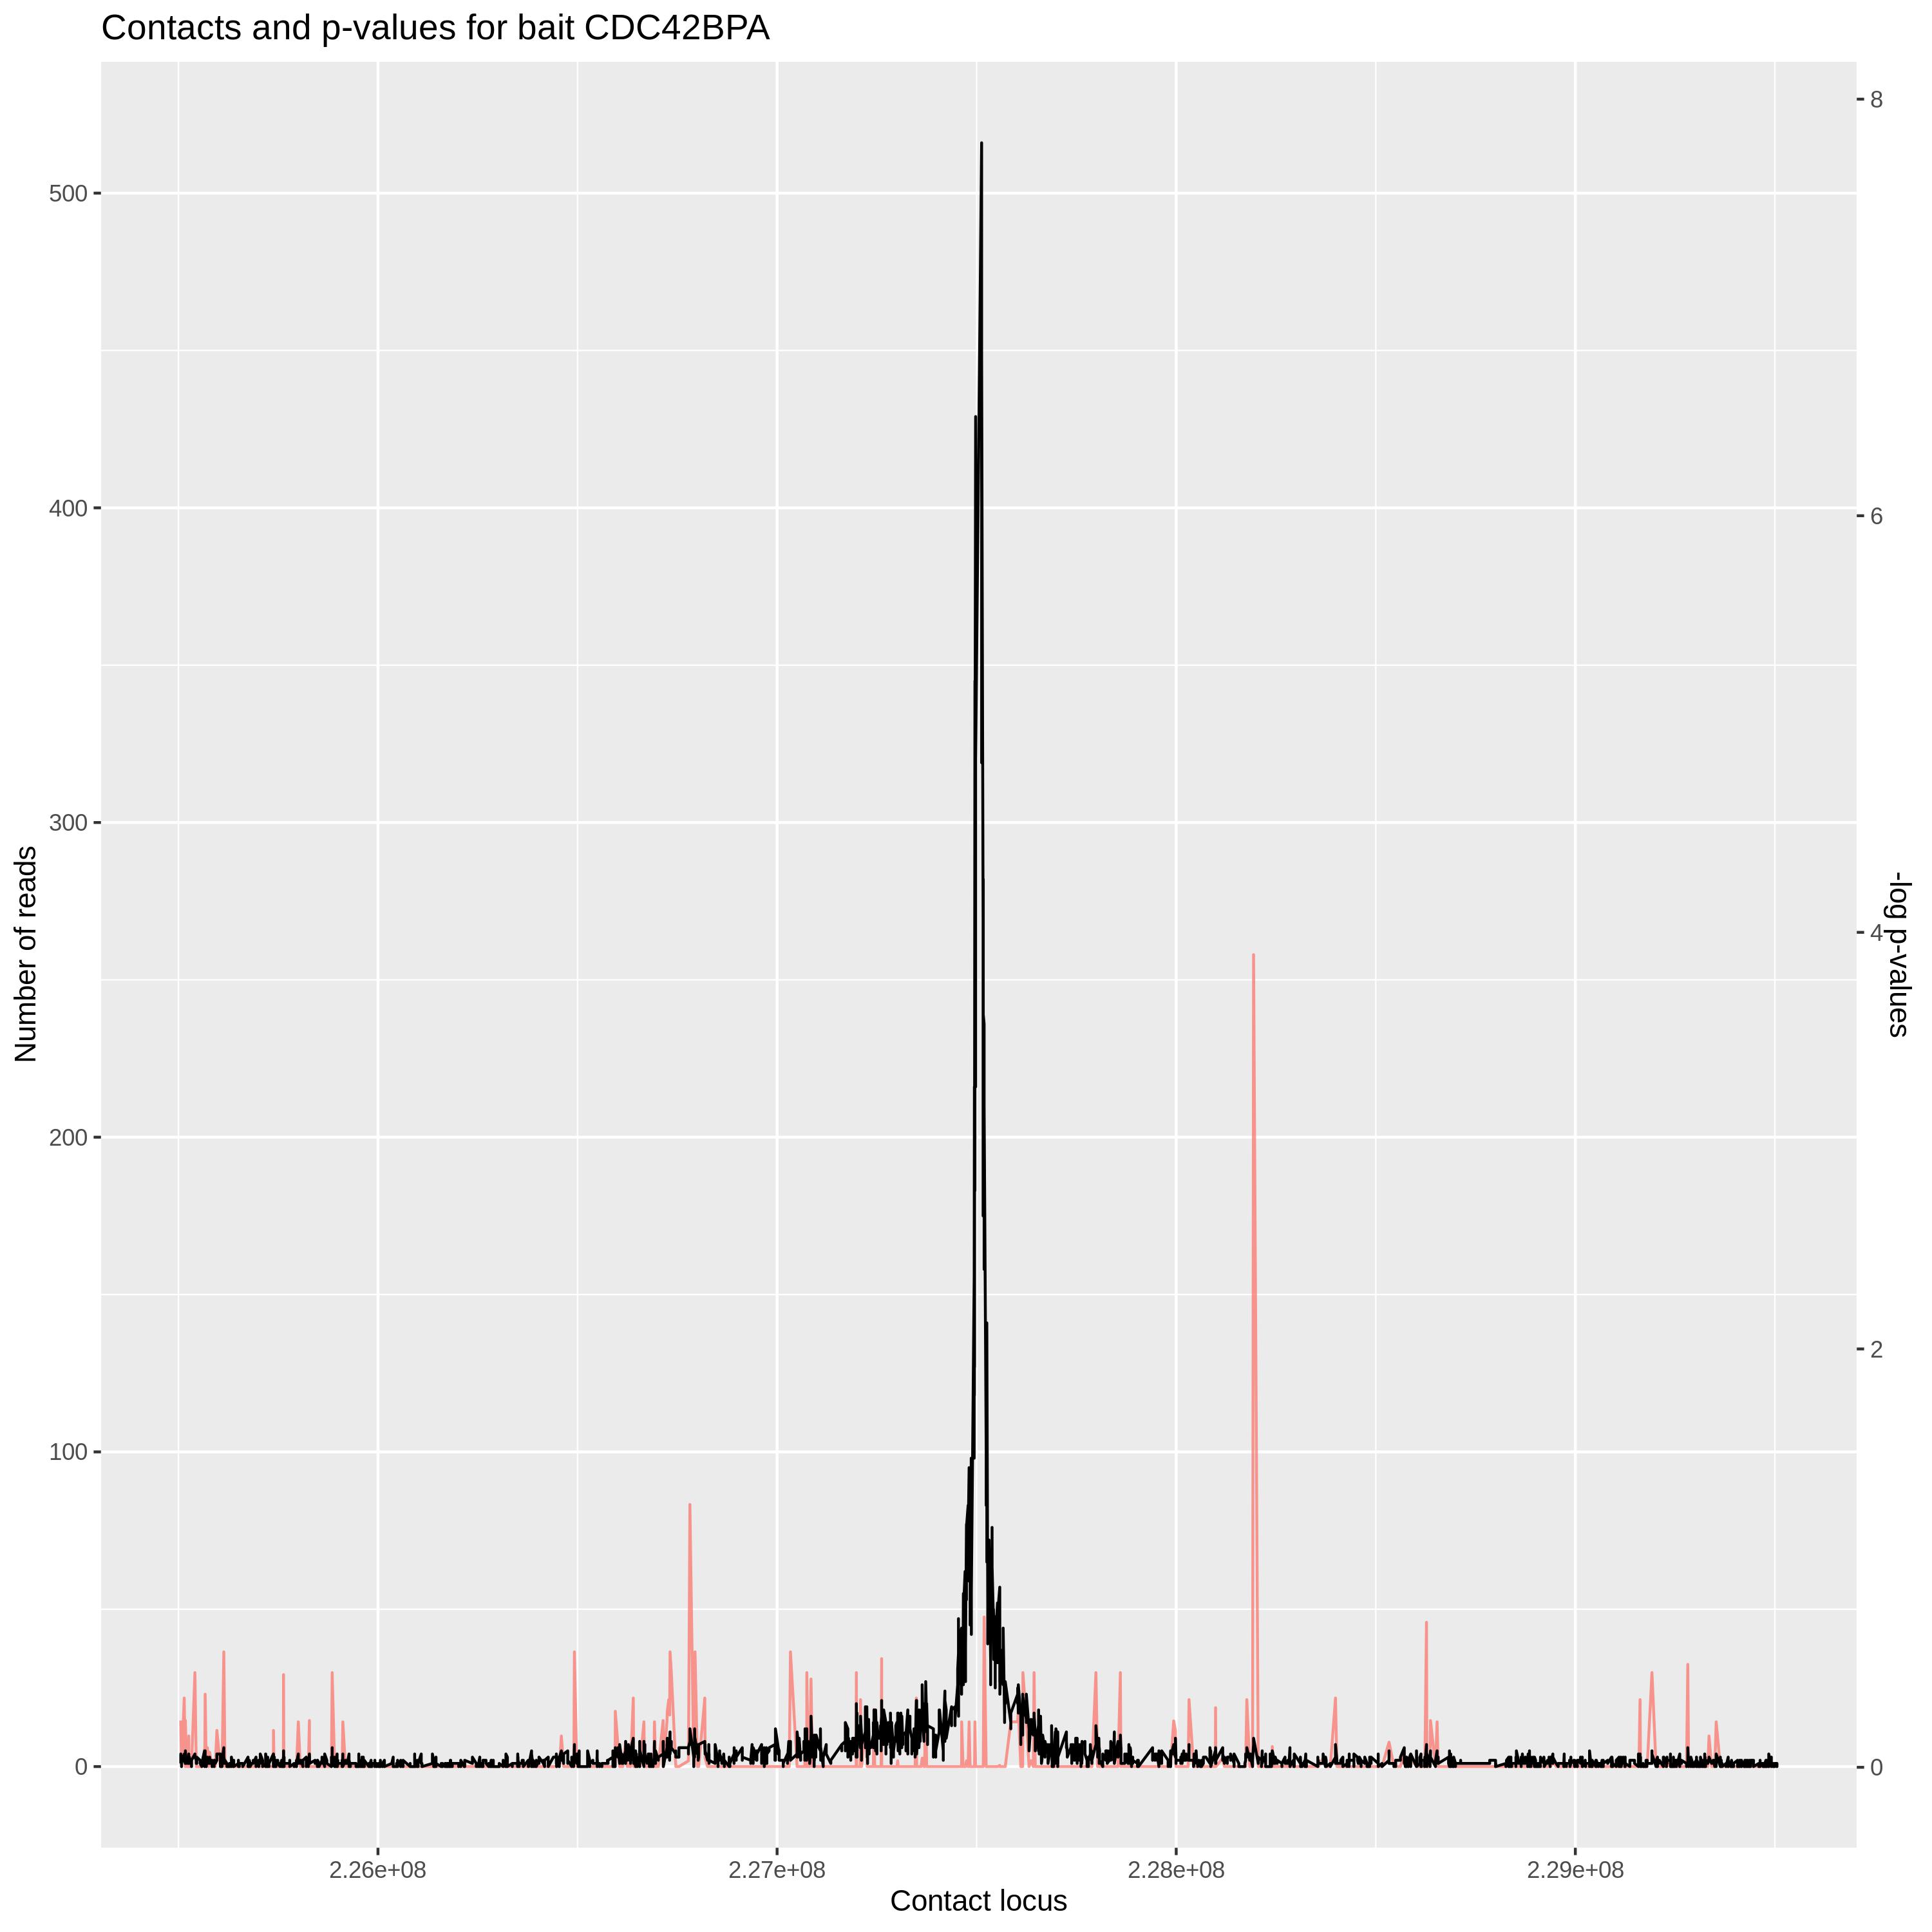 Contacts and p-values for bait CDC42BPA
500
400
300
200
100
0
Number of reads
8
6
4
2
0
-log p-values
2.26e+08
2.27e+08
2.28e+08
2.29e+08
Contact locus